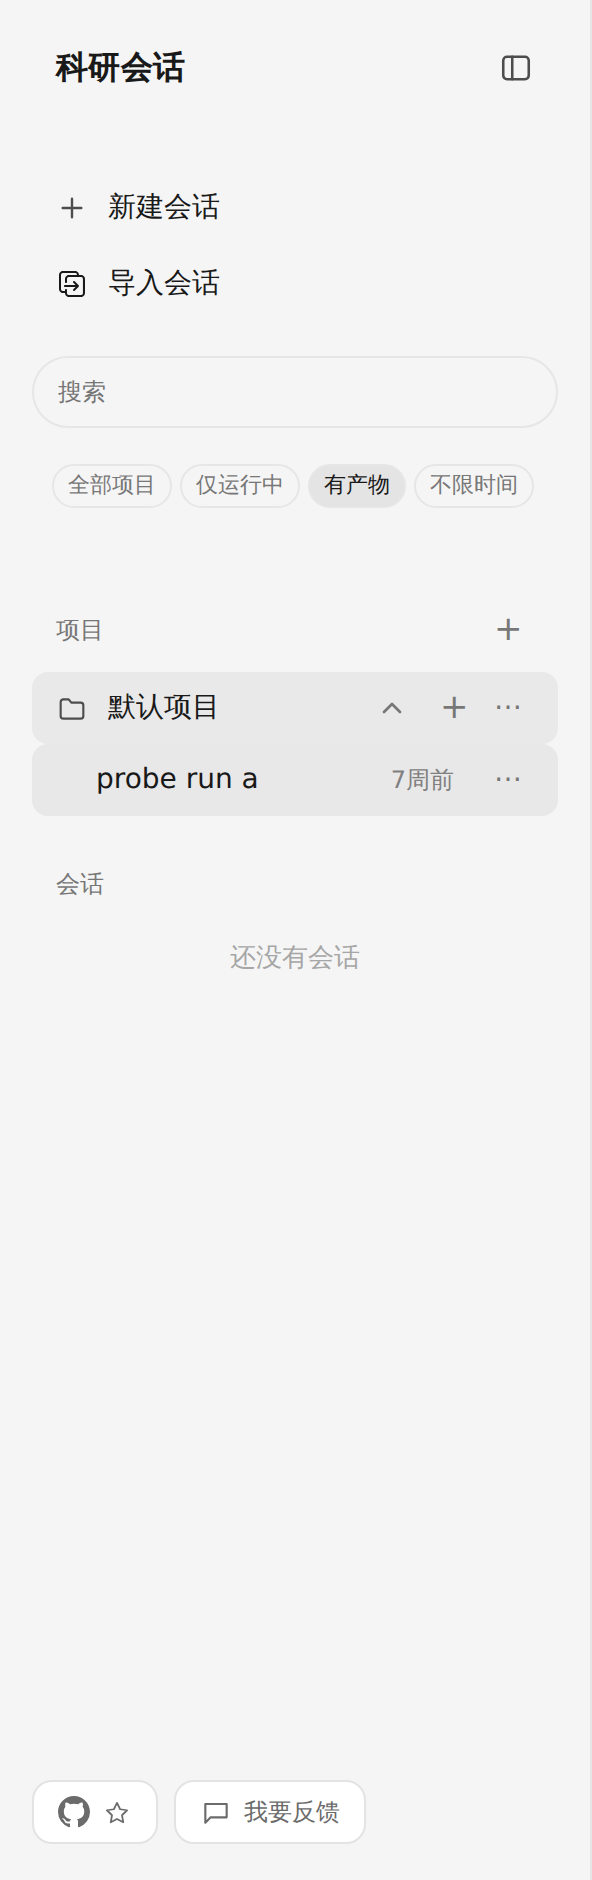 科研会话
新建会话
导入会话
搜索
全部项目 仅运行中 有产物 不限时间
项目
默认项目
probe run a 7周前
会话
还没有会话
我要反馈